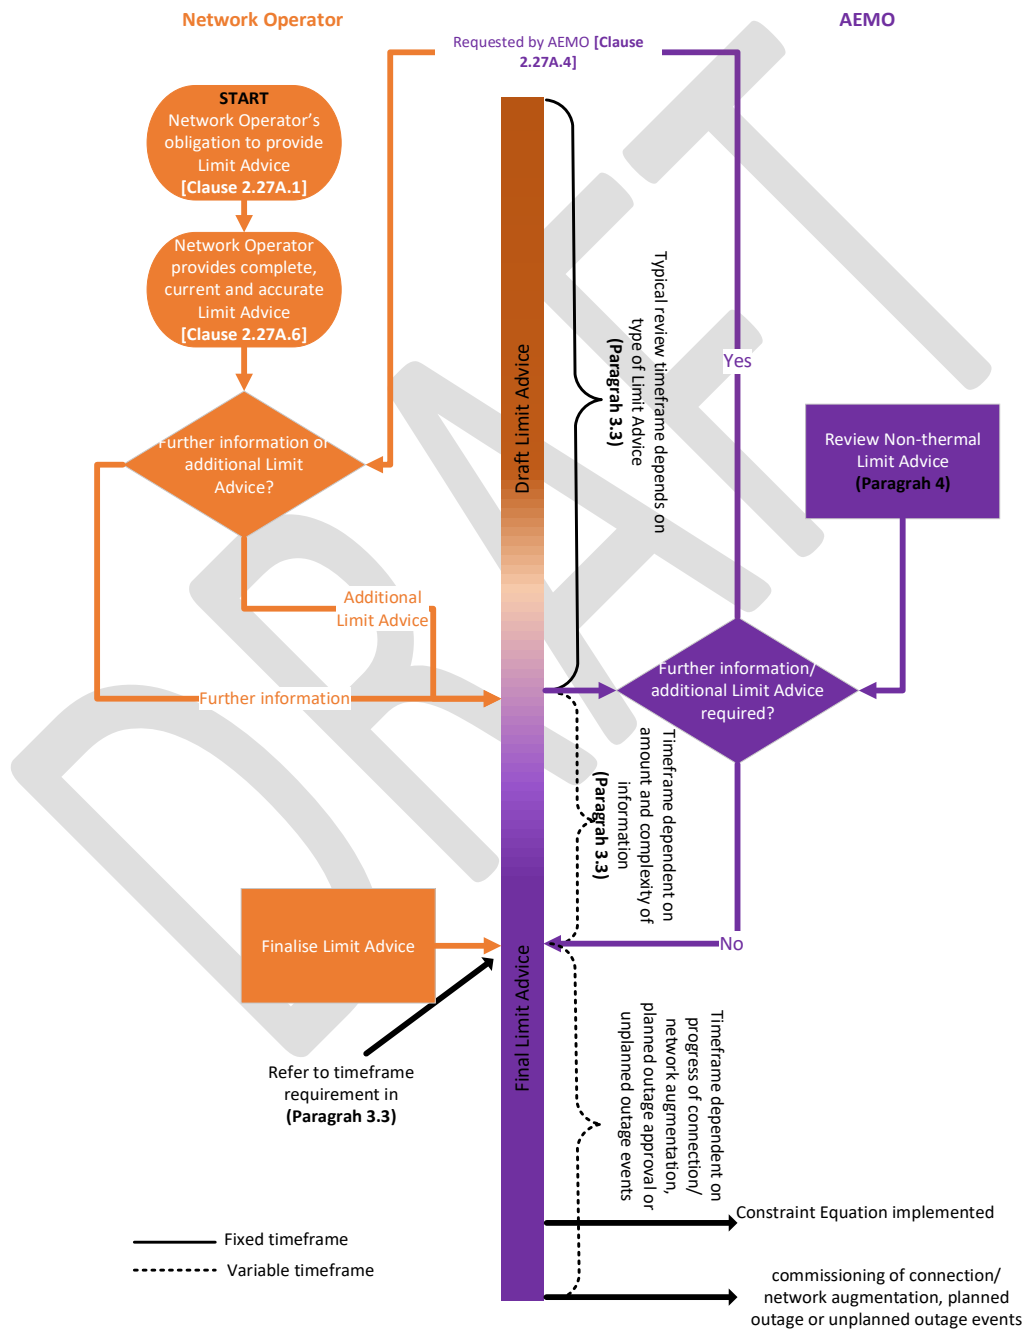 Network Operator
AEMO
Requested by AEMO [Clause
2.27A.4]
START
Network Operator's
obligation to provide
Limit Advice
[Clause 2.27A.1]
Network Operator
provides complete,
current and accurate
Limit Advice
[Clause 2.27A.6]
Further information or
additional Limit
Advice?
Additional
Limit Advice
Further information
Draft Limit Advice
Typical review timeframe depends on
type of Limit Advice
(Paragrah 3.3)
Yes
Review Non-thermal
Limit Advice
(Paragrah 4)
Further information/
additional Limit Advice
required?
Timeframe dependent on
amount and complexity of
information
(Paragrah 3.3)
No
Finalise Limit Advice
Final Limit Advice
Refer to timeframe
requirement in
(Paragrah 3.3)
Timeframe dependent on
progress of connection/
network augmentation,
planned outage approval or
unplanned outage events
Constraint Equation implemented
commissioning of connection/
network augmentation, planned
outage or unplanned outage events
Fixed timeframe
Variable timeframe
DRAFT